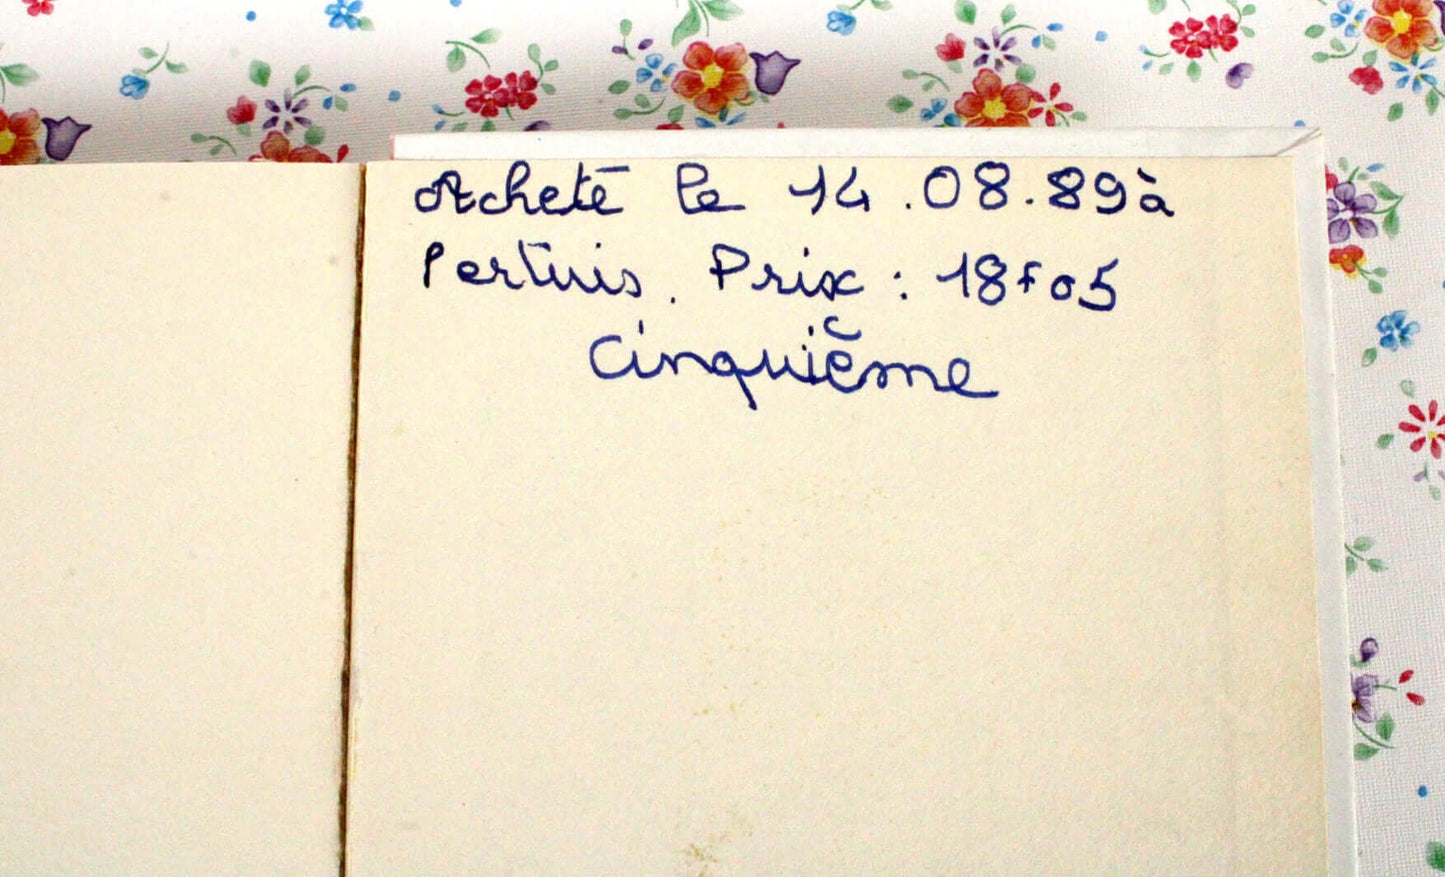 Acheté le 14.08.89 à
Pertuis. Prix : 18f05
Cinquième